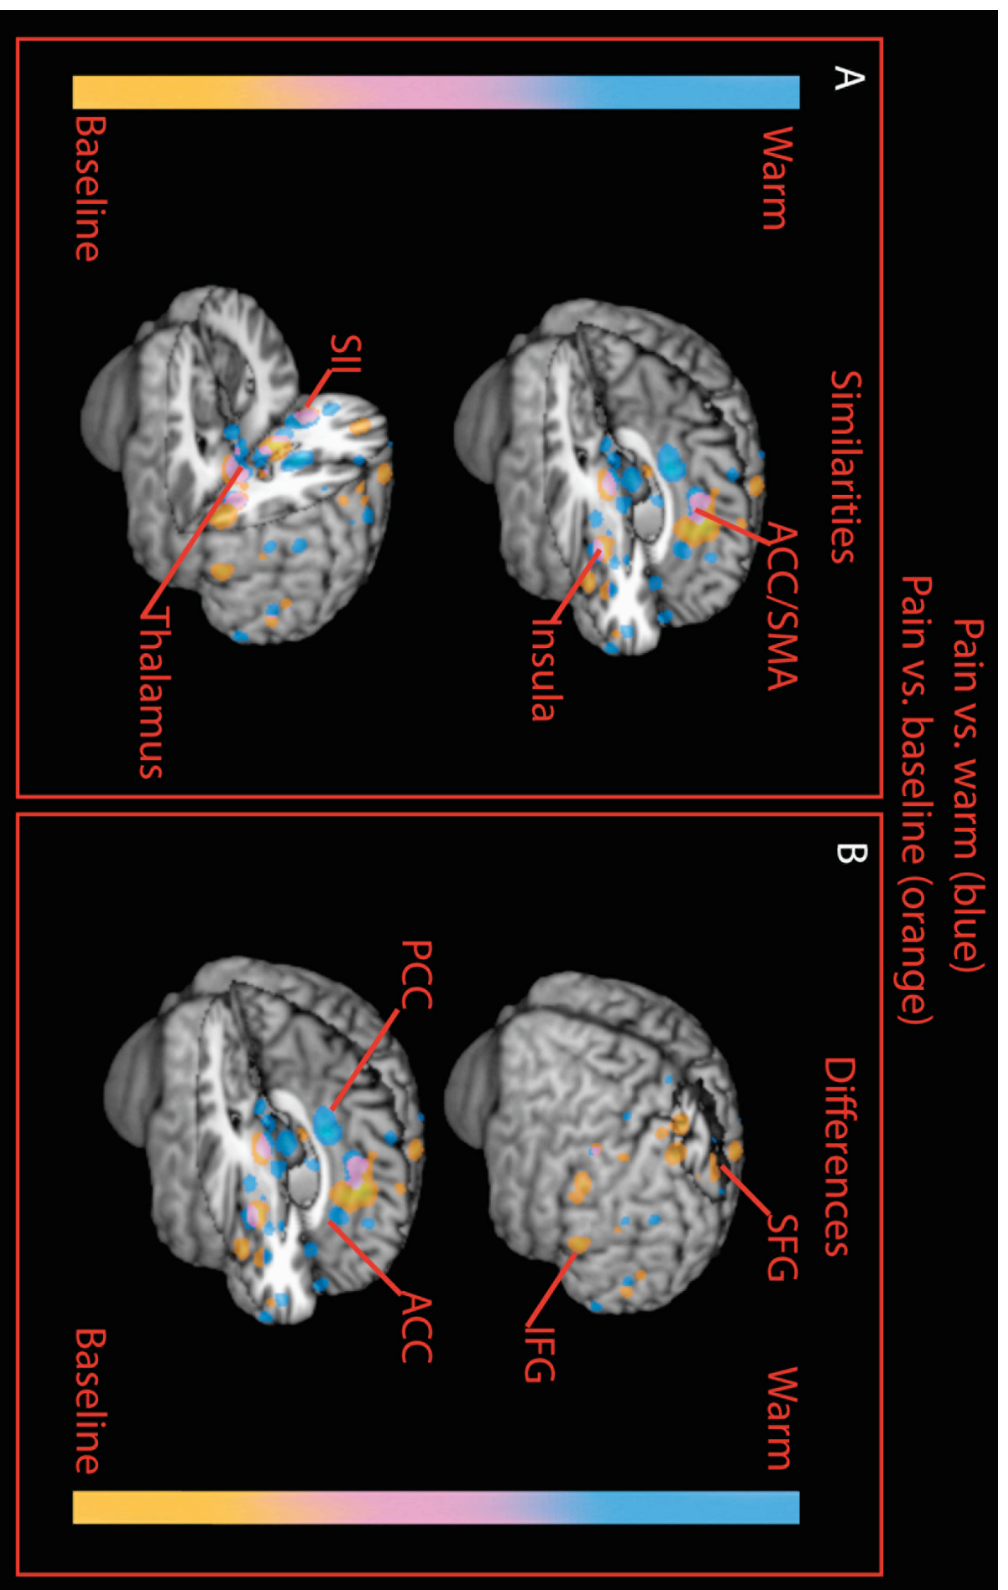 Pain vs. warm (blue)
Pain vs. baseline (orange)
A
Similarities
Warm
Baseline
ACC/SMA
Insula
SII
Thalamus
B
Differences
SFG
IFG
PCC
ACC
Warm
Baseline